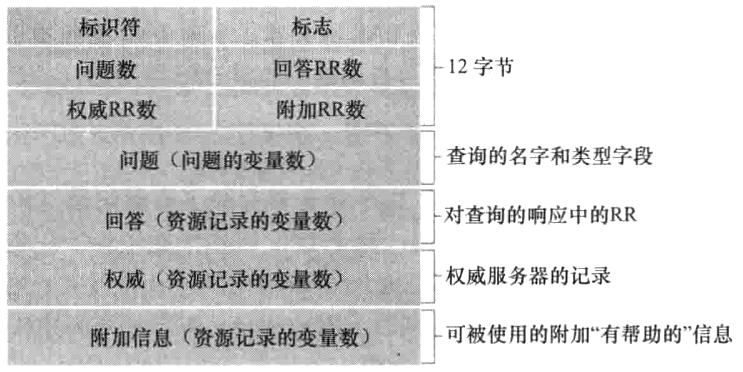 标识符 标志
问题数 回答RR数 12字节
权威RR数 附加RR数
问题（问题的变量数） 查询的名字和类型字段
回答（资源记录的变量数） 对查询的响应中的RR
权威（资源记录的变量数） 权威服务器的记录
附加信息（资源记录的变量数） 可被使用的附加“有帮助的”信息